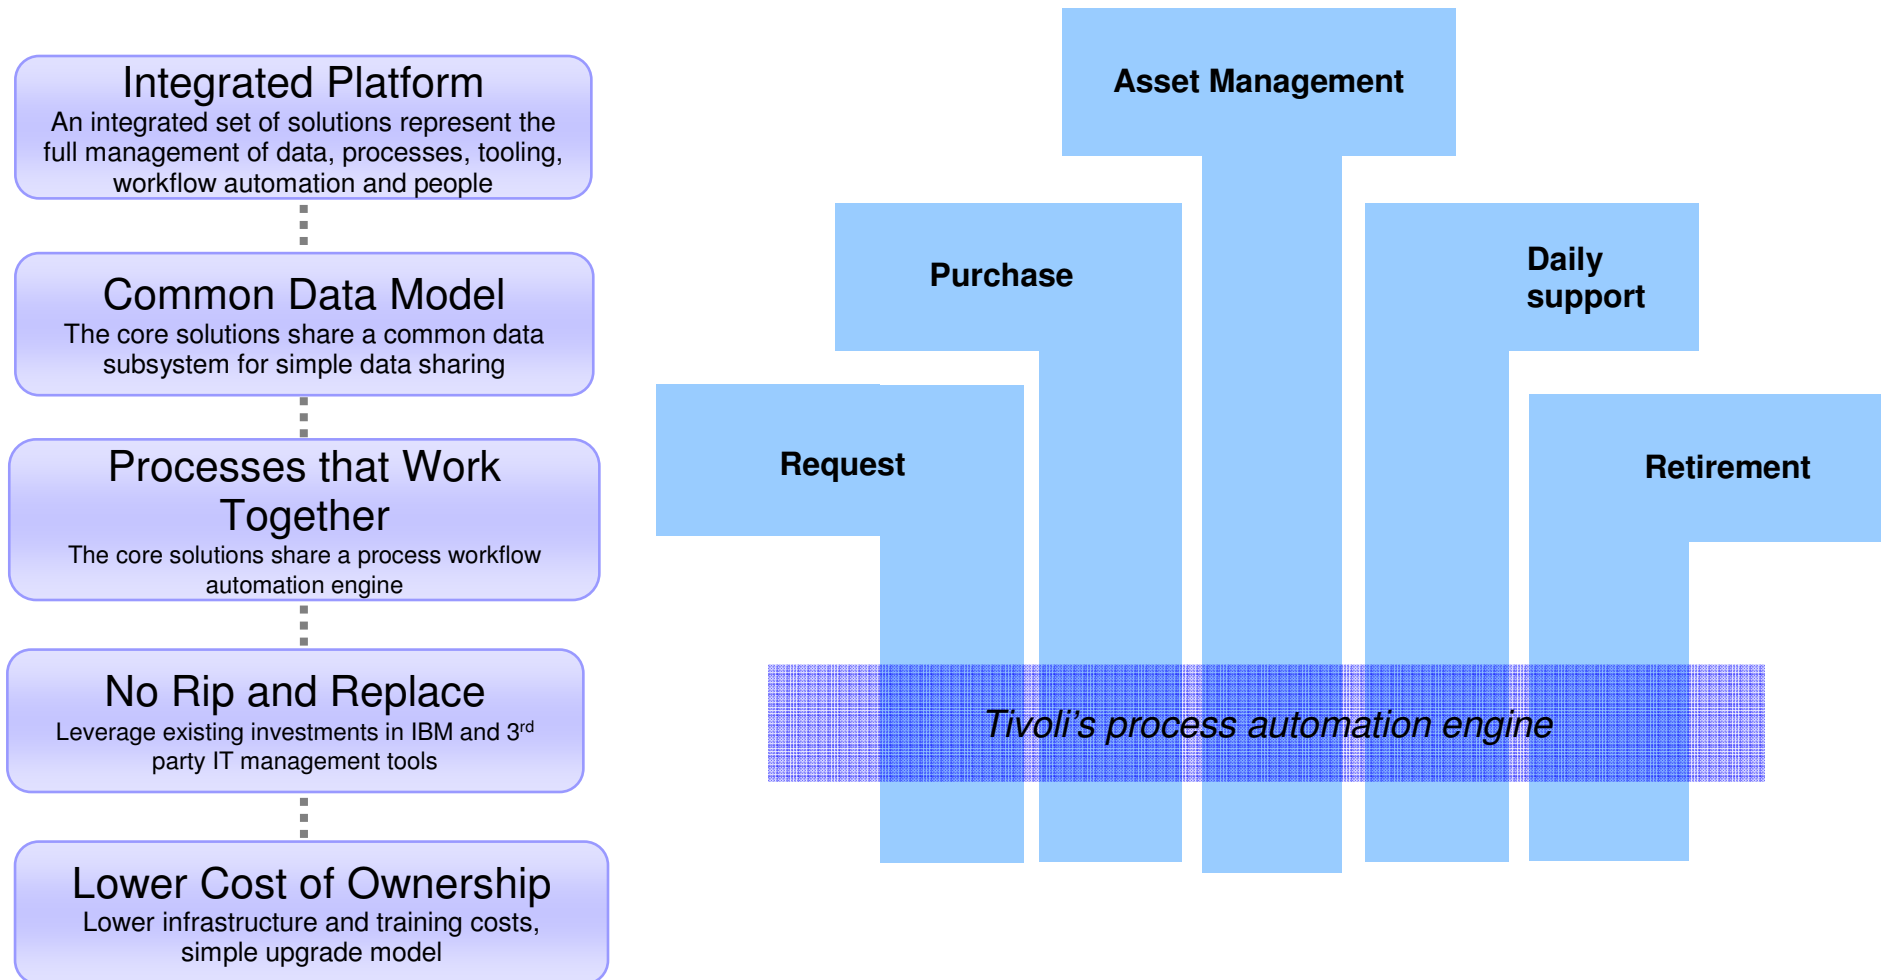 Integrated Platform
An integrated set of solutions represent the
full management of data, processes, tooling,
workflow automation and people
Common Data Model
The core solutions share a common data
subsystem for simple data sharing
Processes that Work
Together
The core solutions share a process workflow
automation engine
No Rip and Replace
Leverage existing investments in IBM and 3rd
party IT management tools
Lower Cost of Ownership
Lower infrastructure and training costs,
simple upgrade model
Asset Management
Purchase
Daily
support
Request
Retirement
Tivoli's process automation engine